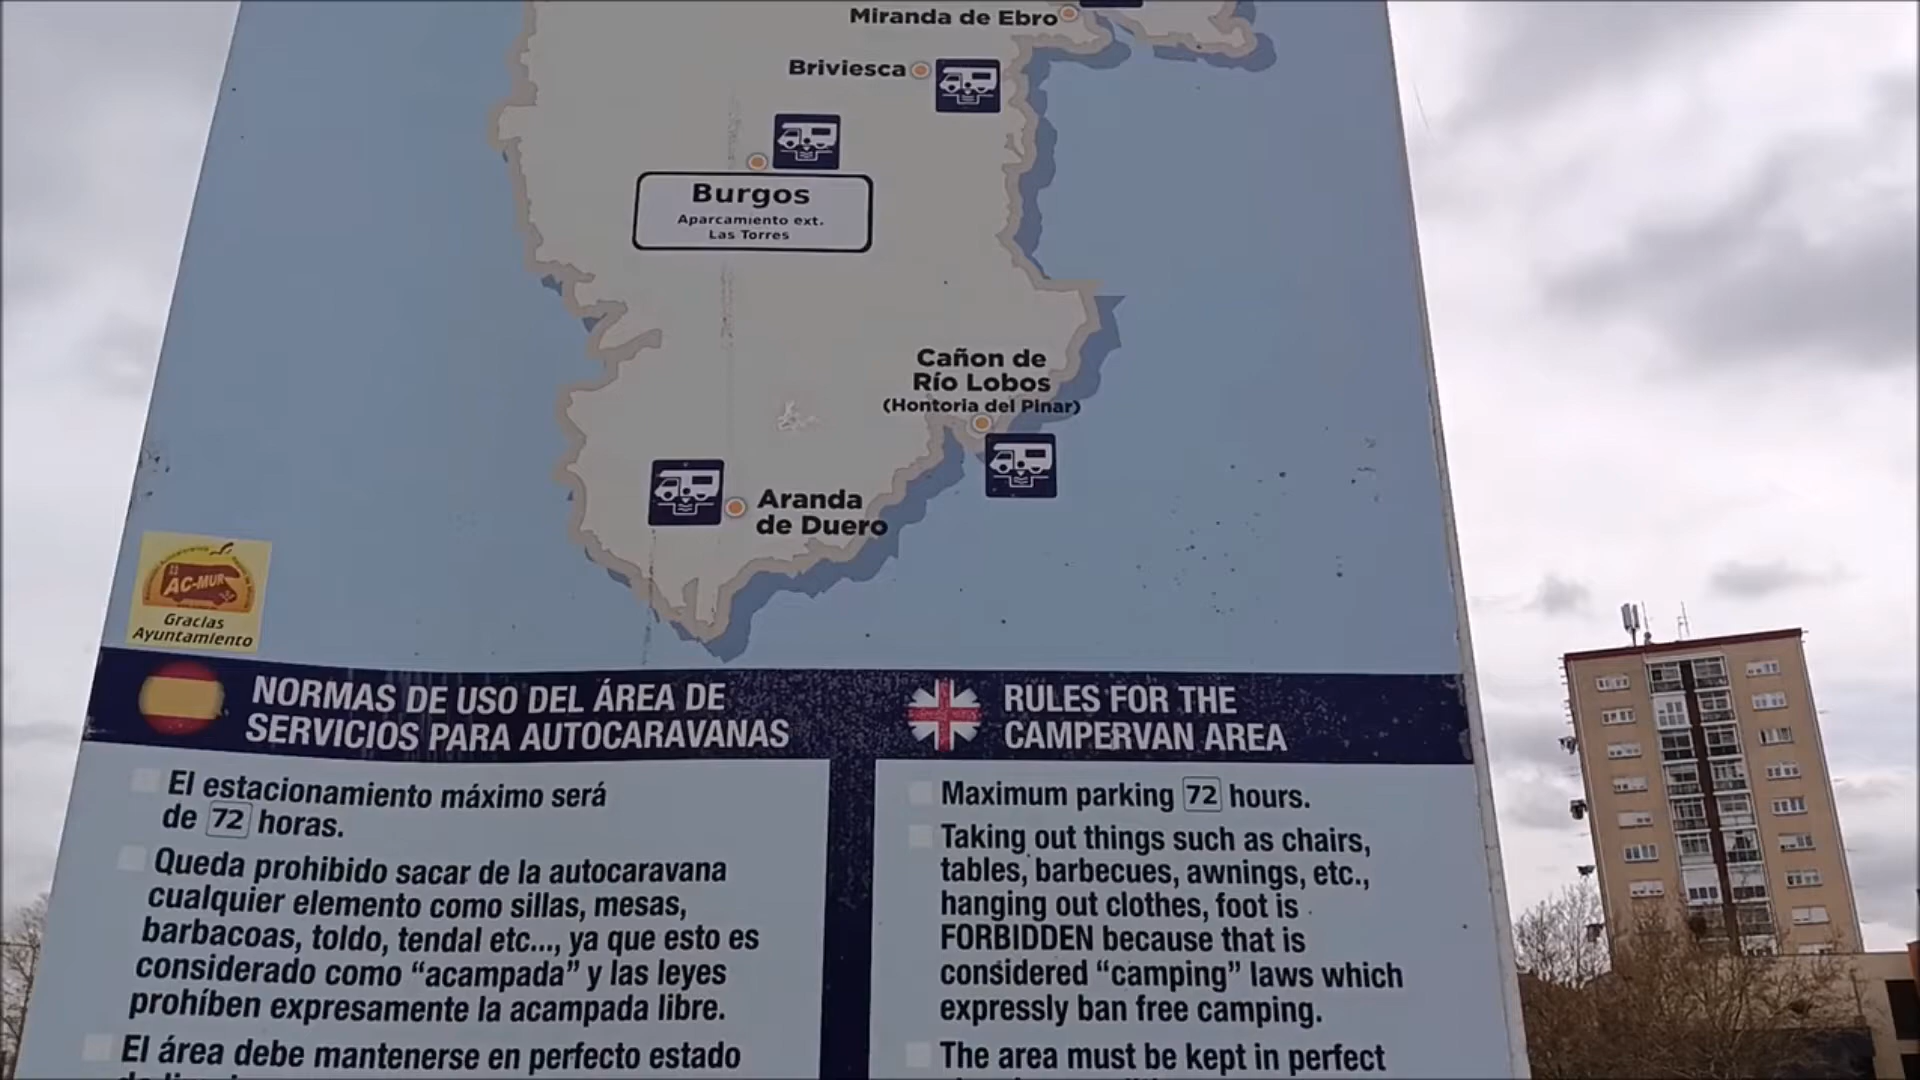 Miranda de Ebro
Briviesca
Burgos
Aparcamiento ext.
Las Torres
Cañon de
Río Lobos
(Hontoria del Pinar)
Aranda
de Duero
AC-MUR
Gracias
Ayuntamiento
NORMAS DE USO DEL ÁREA DE
SERVICIOS PARA AUTOCARAVANAS
El estacionamiento máximo será
de 72 horas.
Queda prohibido sacar de la autocaravana
cualquier elemento como sillas, mesas,
barbacoas, toldo, tendal etc..., ya que esto es
considerado como “acampada” y las leyes
prohíben expresamente la acampada libre.
El área debe mantenerse en perfecto estado
RULES FOR THE
CAMPERVAN AREA
Maximum parking 72 hours.
Taking out things such as chairs,
tables, barbecues, awnings, etc.,
hanging out clothes, foot is
FORBIDDEN because that is
considered “camping” laws which
expressly ban free camping.
The area must be kept in perfect